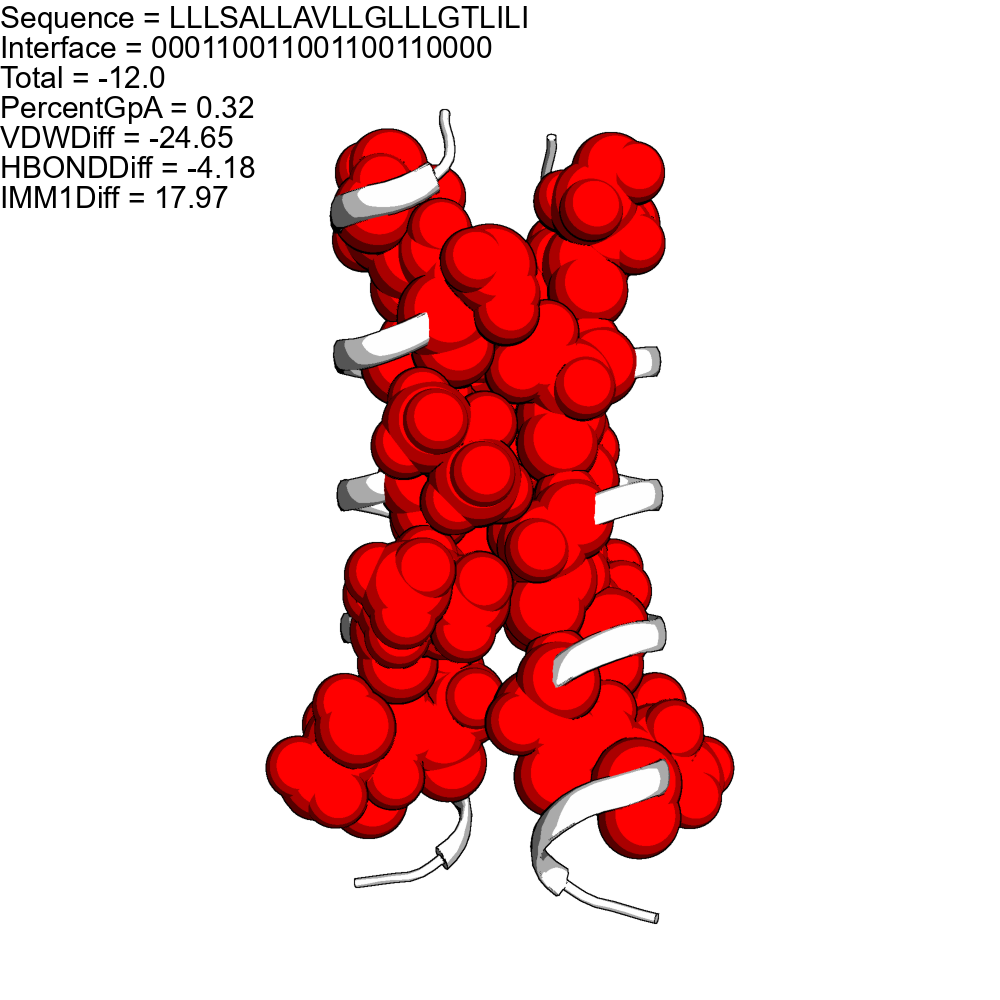 Sequence = LLLSALLAVLLGLLLGTLILI
Interface = 000110011001100110000
Total = -12.0
PercentGpA = 0.32
VDWDiff = -24.65
HBONDDiff = -4.18
IMM1Diff = 17.97